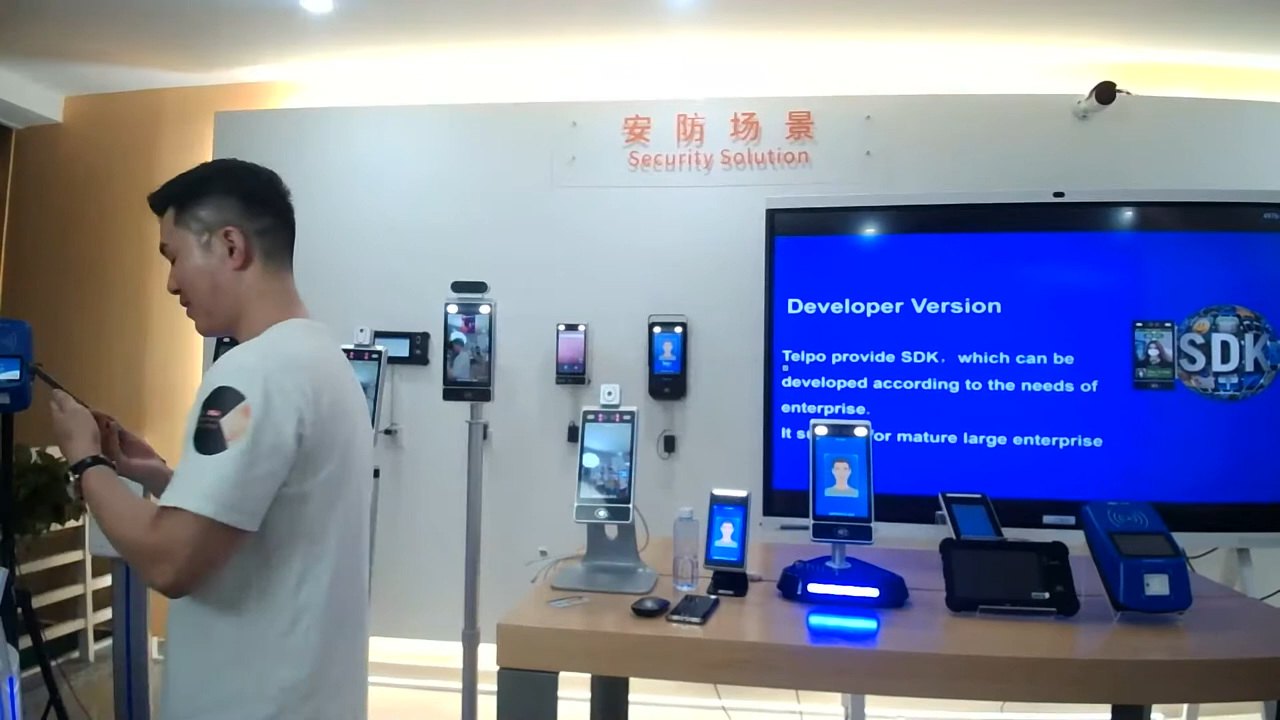 安防场景
Security Solution
Developer Version
Telpo provide SDK, which can be
developed according to the needs of
enterprise.
It for mature large enterprise
SDK